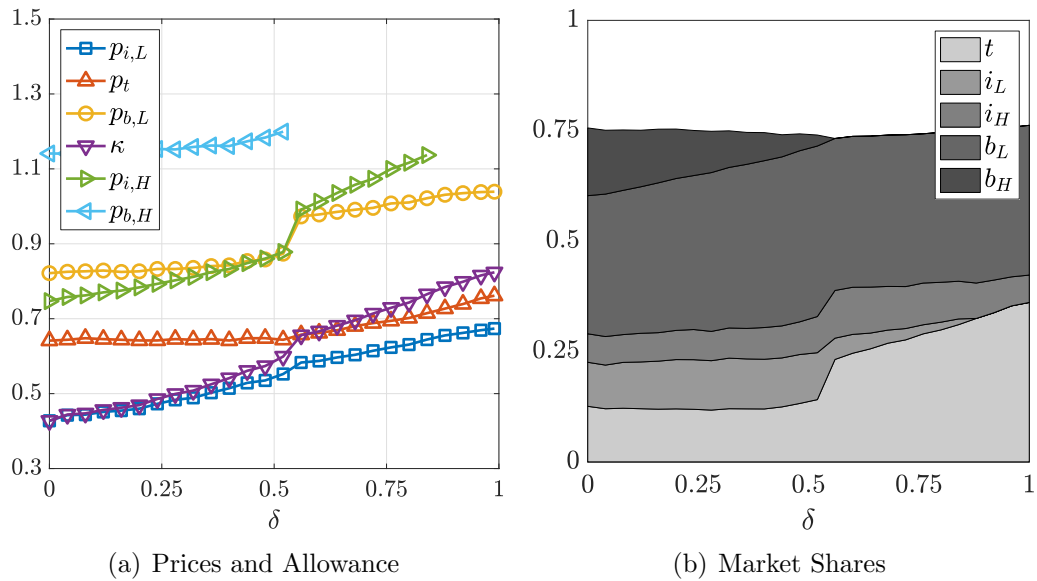 1.5
1.3
1.1
0.9
0.7
0.5
0.3
p_{i,L}
p_t
p_{b,L}
κ
p_{i,H}
p_{b,H}
0 0.25 0.5 0.75 1
δ
(a) Prices and Allowance
1
0.75
0.5
0.25
0
t
i_L
i_H
b_L
b_H
0 0.25 0.5 0.75 1
δ
(b) Market Shares